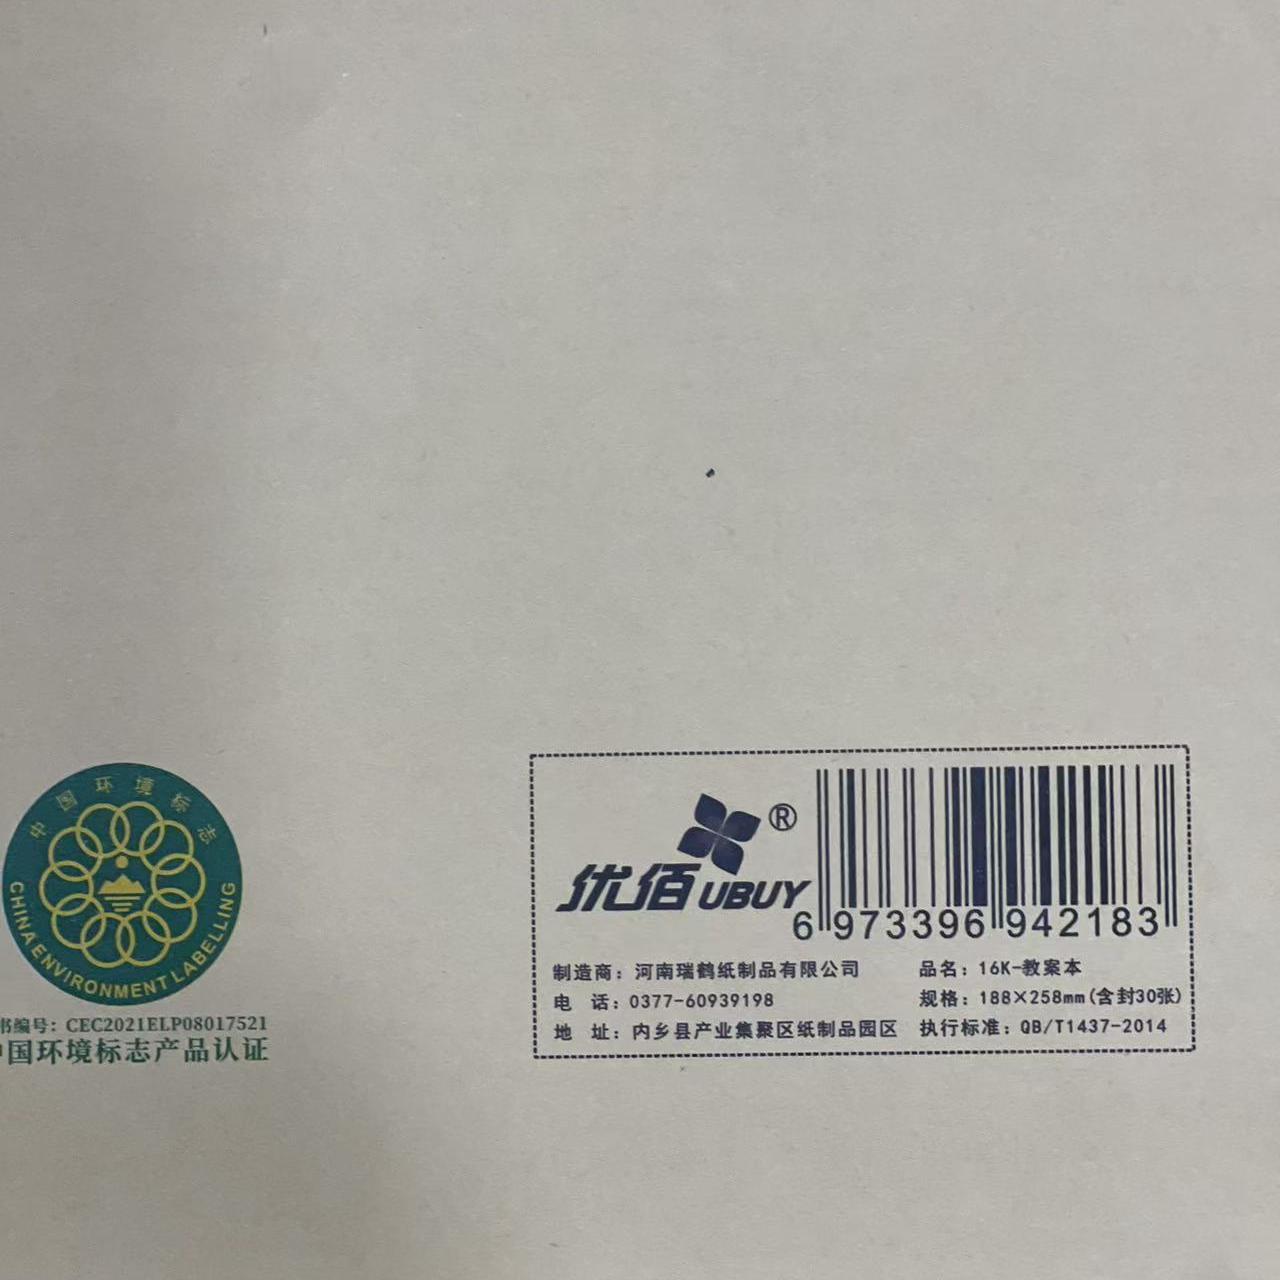 中国环境标志
CHINA ENVIRONMENT LABELLING
书编号：CEC2021ELP08017521
中国环境标志产品认证
优佰 UBUY ®
6 973396 942183
制造商：河南瑞鹤纸制品有限公司
电 话：0377-60939198
地 址：内乡县产业集聚区纸制品园区
品名：16K-教案本
规格：188×258mm(含封30张)
执行标准：QB/T1437-2014